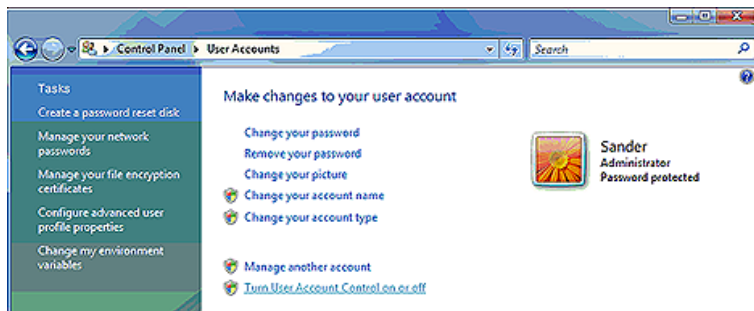 Control Panel User Accounts
Search
Tasks
Create a password reset disk
Manage your network
passwords
Manage your file encryption
certificates
Configure advanced user
profile properties
Change my environment
variables
Make changes to your user account
Change your password
Remove your password
Change your picture
Change your account name
Change your account type
Manage another account
Turn User Account Control on or off
Sander
Administrator
Password protected